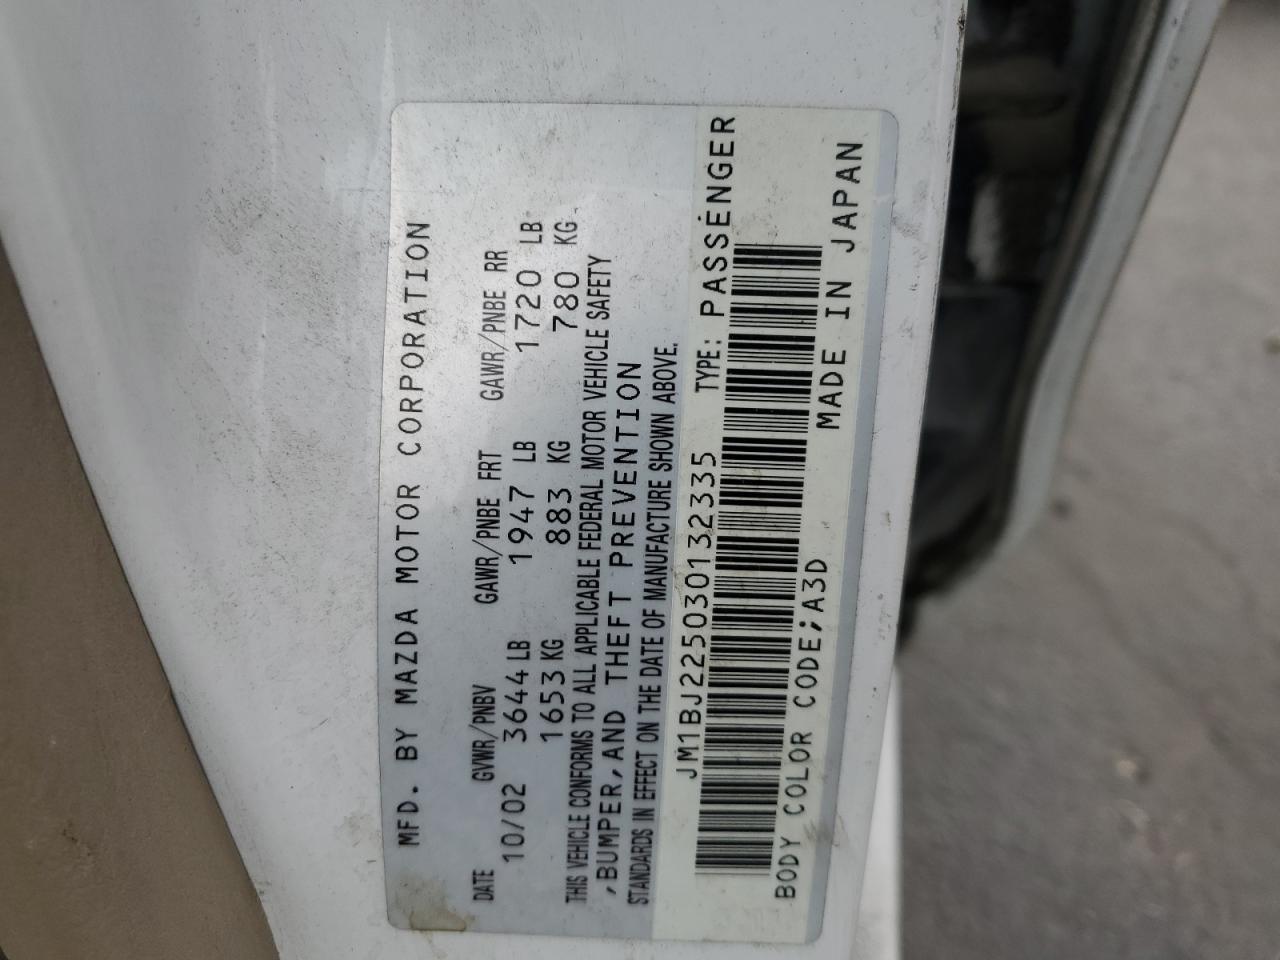 MFD. BY MAZDA MOTOR CORPORATION
DATE GVWR/PNBV GAWR/PNBE FRT GAWR/PNBE RR
10/02 3644 LB 1947 LB 1720 LB
1653 KG 883 KG 780 KG
THIS VEHICLE CONFORMS TO ALL APPLICABLE FEDERAL MOTOR VEHICLE SAFETY
,BUMPER,AND THEFT PREVENTION
STANDARDS IN EFFECT ON THE DATE OF MANUFACTURE SHOWN ABOVE.
JM1BJ225030132335 TYPE: PASSENGER
BODY COLOR CODE;A3D MADE IN JAPAN